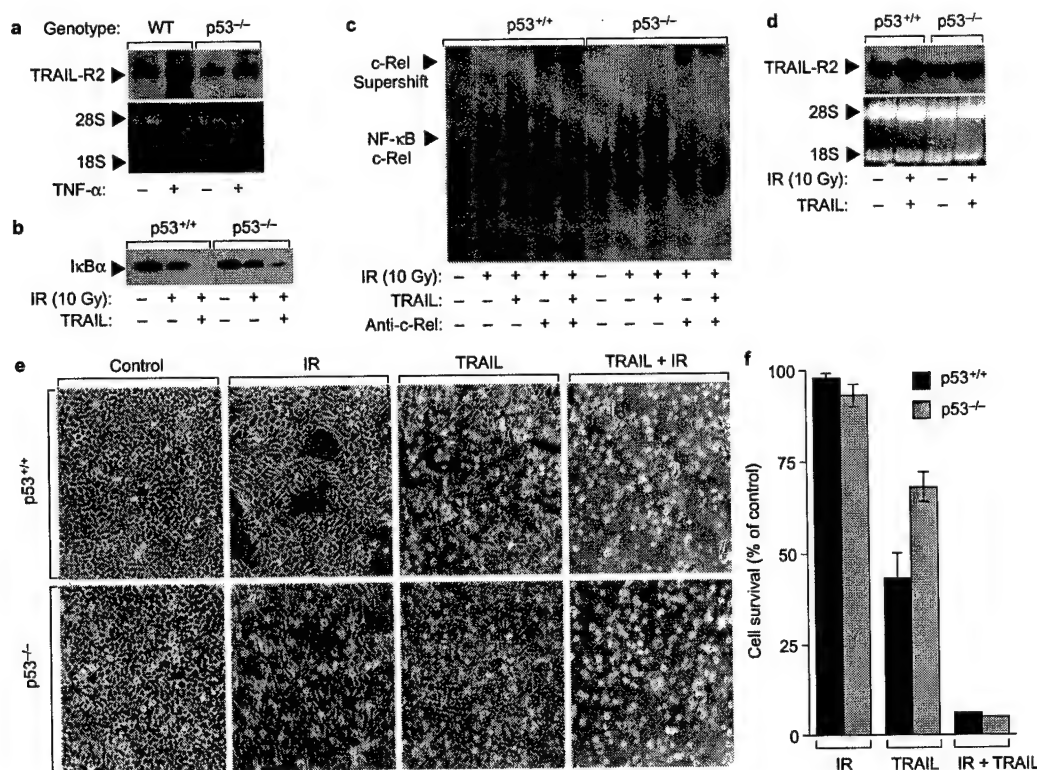 a Genotype: WT p53–/–
TRAIL-R2
28S
18S
TNF-α: – + – +
b p53+/+ p53–/–
IκBα
IR (10 Gy): – + + – + +
TRAIL: – – + – – +
c p53+/+ p53–/–
c-Rel
Supershift
NF-κB
c-Rel
IR (10 Gy): – + + + + – + + + +
TRAIL: – – + – + – – + – +
Anti-c-Rel: – – – + + – – – + +
d p53+/+ p53–/–
TRAIL-R2
28S
18S
IR (10 Gy): – + – +
TRAIL: – + – +
e Control IR TRAIL TRAIL + IR
p53+/+
p53–/–
f
p53+/+
p53–/–
Cell survival (% of control)
100
75
50
25
0
IR TRAIL IR + TRAIL